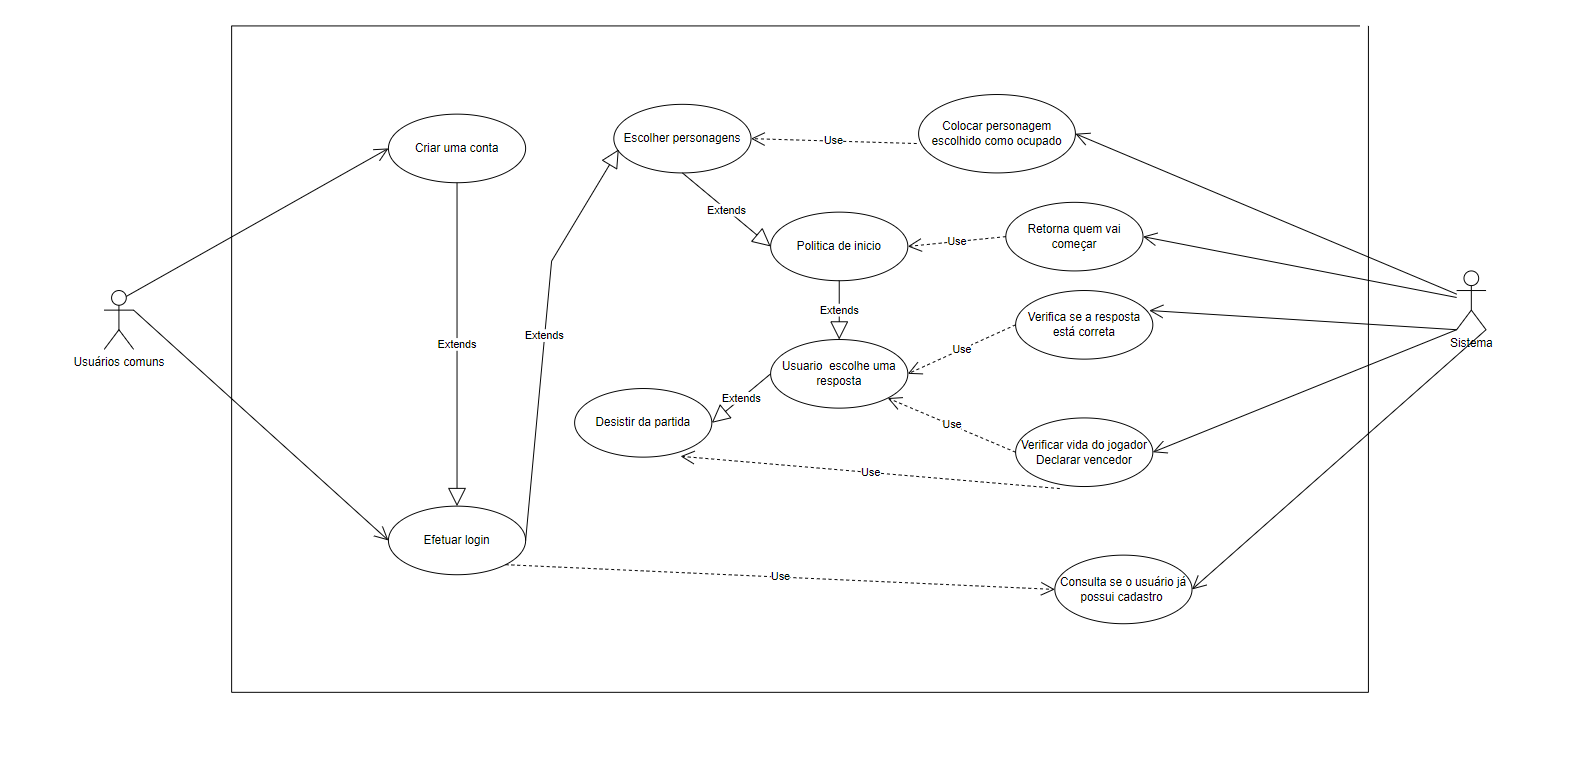 Criar uma conta
Escolher personagens
Use
Colocar personagem
escolhido como ocupado
Extends
Politica de inicio
Use
Retorna quem vai
começar
Extends
Extends
Extends
Usuários comuns
Usuario  escolhe uma
resposta
Use
Verifica se a resposta
está correta
Sistema
Extends
Desistir da partida
Use
Verificar vida do jogador
Declarar vencedor
Use
Efetuar login
Use
Consulta se o usuário já
possui cadastro